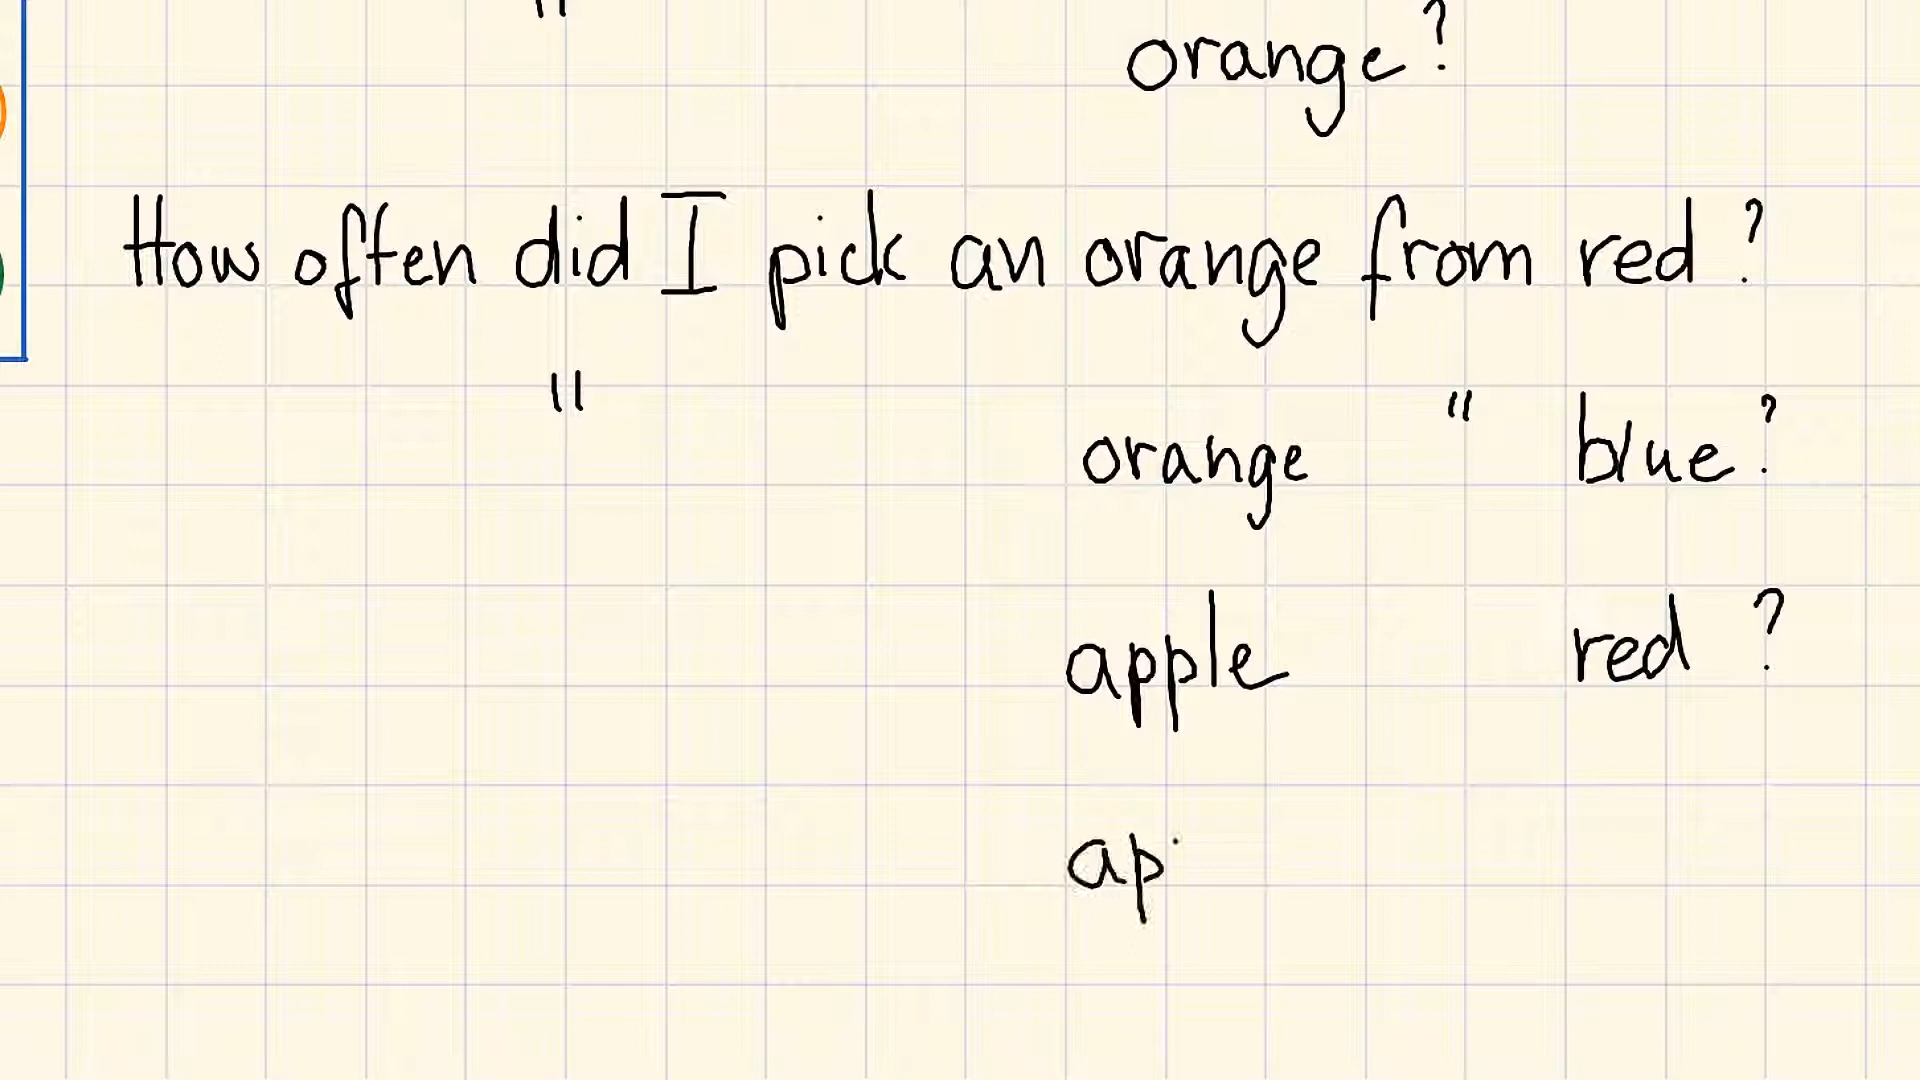 " orange?
How often did I pick an orange from red?
" orange " blue?
apple red?
ap